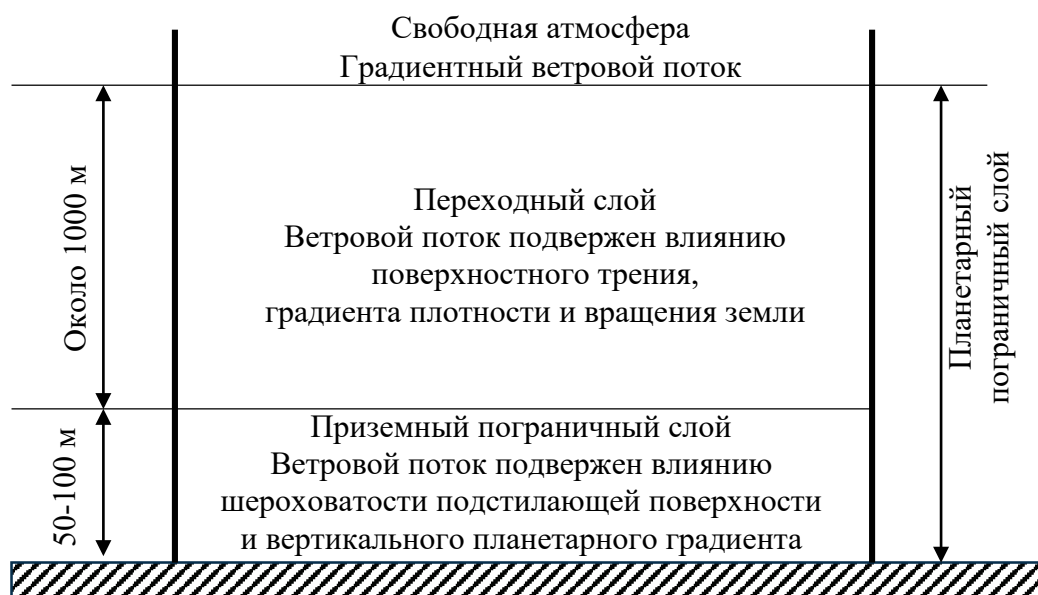 Свободная атмосфера
Градиентный ветровой поток
Около 1000 м
Переходный слой
Ветровой поток подвержен влиянию
поверхностного трения,
градиента плотности и вращения земли
Планетарный
пограничный слой
50-100 м
Приземный пограничный слой
Ветровой поток подвержен влиянию
шероховатости подстилающей поверхности
и вертикального планетарного градиента